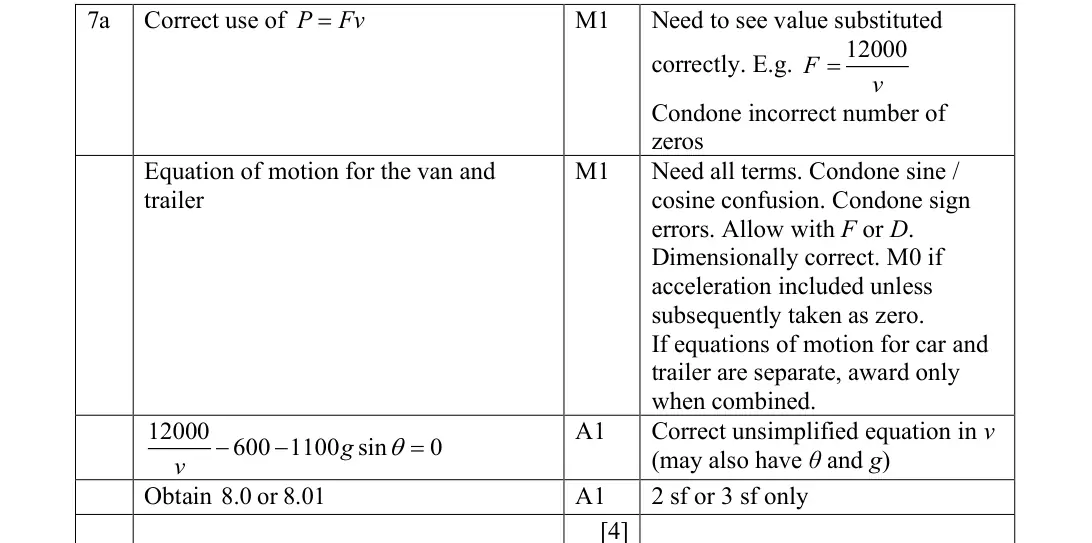 7a Correct use of P = Fv M1 Need to see value substituted
correctly. E.g. F = 12000/v
Condone incorrect number of
zeros
Equation of motion for the van and
trailer
M1 Need all terms. Condone sine /
cosine confusion. Condone sign
errors. Allow with F or D.
Dimensionally correct. M0 if
acceleration included unless
subsequently taken as zero.
If equations of motion for car and
trailer are separate, award only
when combined.
12000/v − 600 − 1100g sin θ = 0 A1 Correct unsimplified equation in v
(may also have θ and g)
Obtain 8.0 or 8.01 A1 2 sf or 3 sf only
[4]